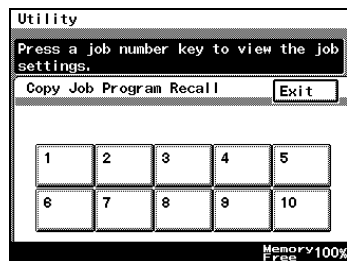 Utility
Press a job number key to view the job
settings.
Copy Job Program Recall
Exit
1 2 3 4 5
6 7 8 9 10
Memory 100%
Free